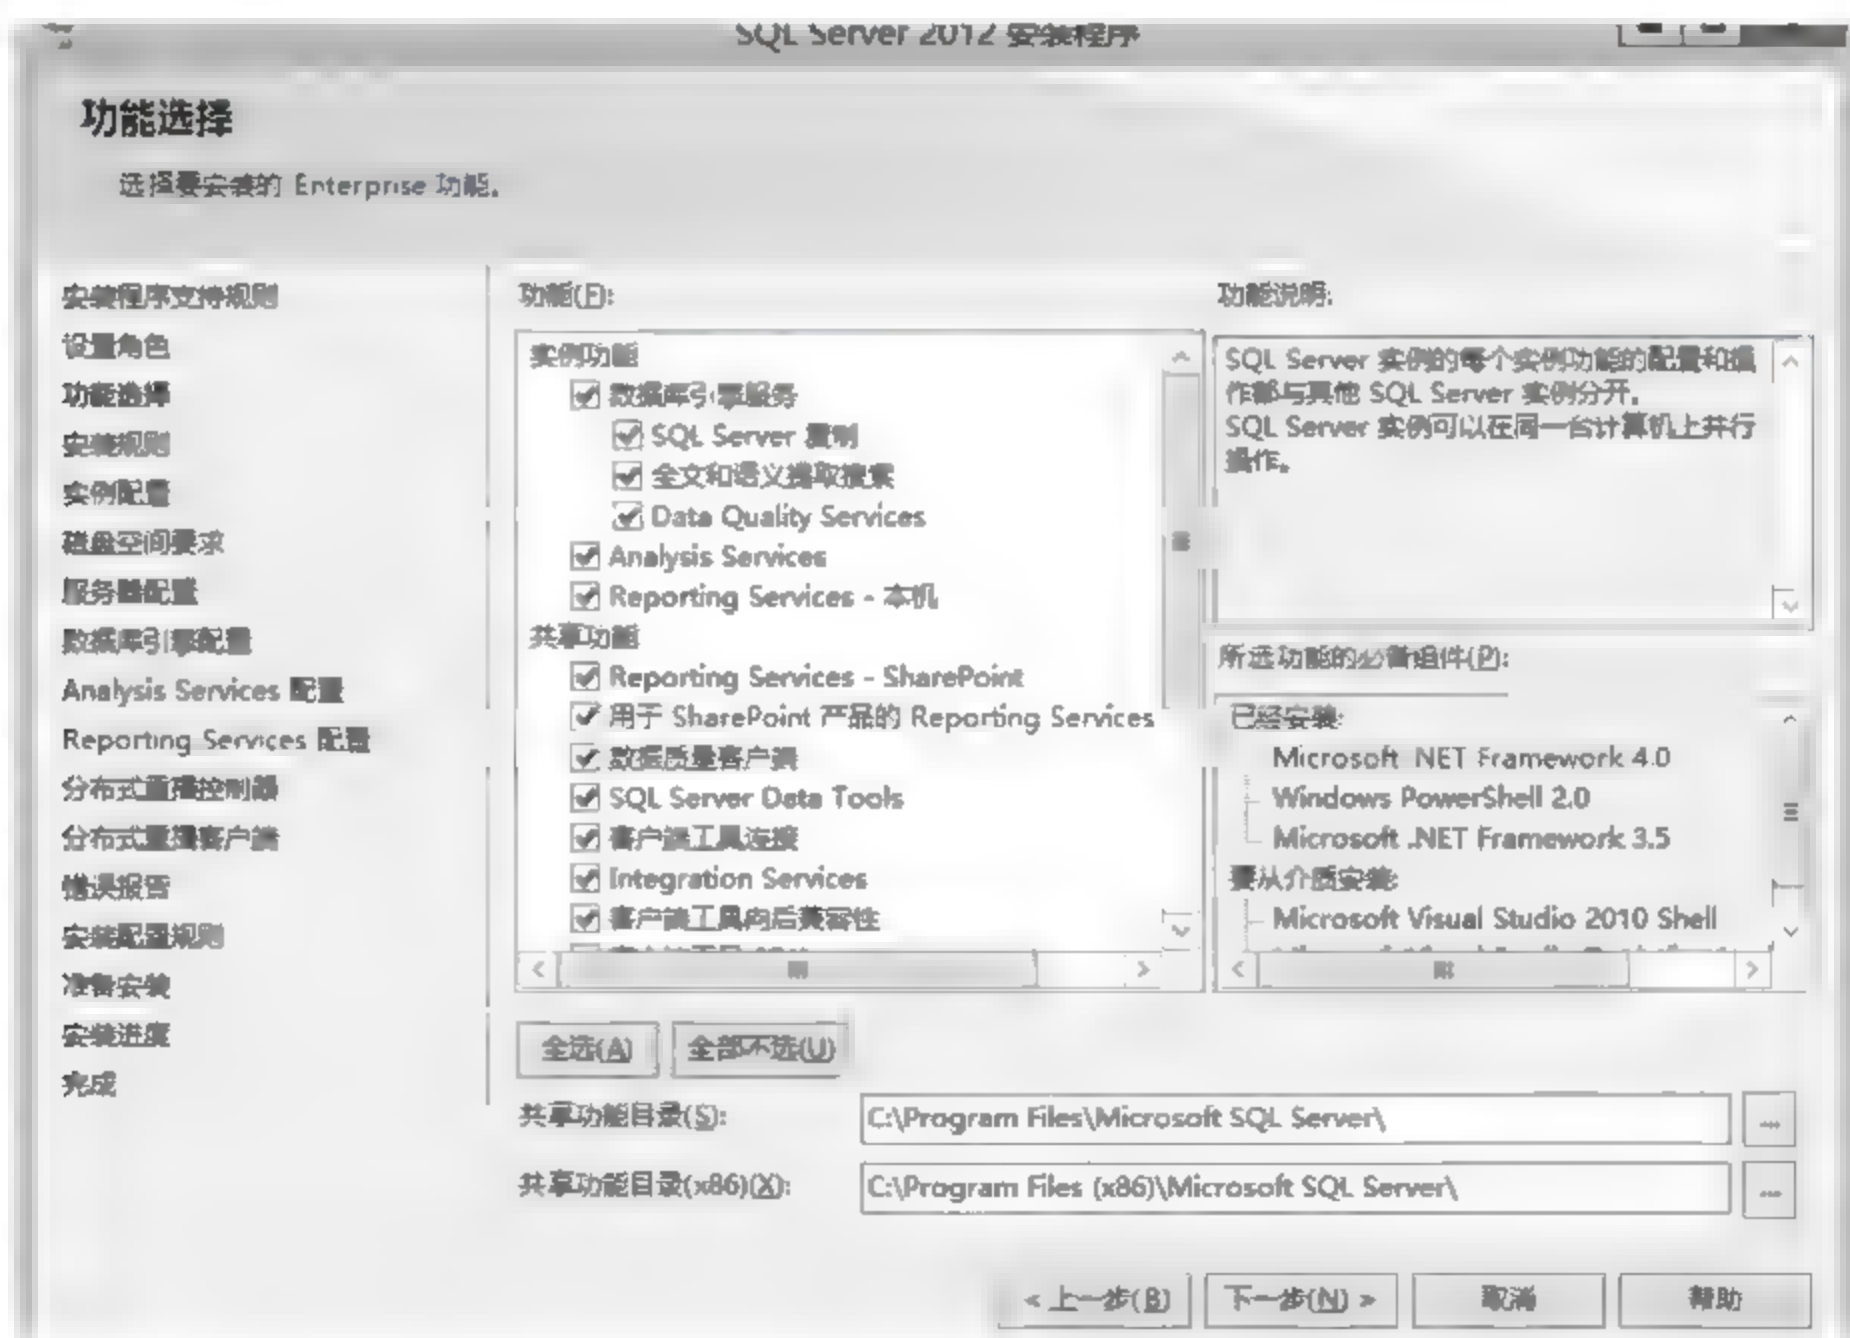 SQL Server 2012 安装程序
功能选择
选择要安装的 Enterprise 功能。
安装程序支持规则
设置角色
功能选择
安装规则
实例配置
磁盘空间要求
服务器配置
数据库引擎配置
Analysis Services 配置
Reporting Services 配置
分布式重播控制器
分布式重播客户端
错误报告
安装配置规则
准备安装
安装进度
完成
功能(F):
实例功能
数据库引擎服务
SQL Server 复制
全文和语义提取搜索
Data Quality Services
Analysis Services
Reporting Services - 本机
共享功能
Reporting Services - SharePoint
用于 SharePoint 产品的 Reporting Services
数据质量客户端
SQL Server Data Tools
客户端工具连接
Integration Services
客户端工具向后兼容性
全选(A)
全部不选(U)
功能说明:
SQL Server 实例的每个实例功能的配置和操
作都与其他 SQL Server 实例分开。
SQL Server 实例可以在同一台计算机上并行
操作。
所选功能的必备组件(P):
已经安装:
Microsoft .NET Framework 4.0
Windows PowerShell 2.0
Microsoft .NET Framework 3.5
要从介质安装:
Microsoft Visual Studio 2010 Shell
共享功能目录(S):
C:\Program Files\Microsoft SQL Server\
...
共享功能目录(x86)(X):
C:\Program Files (x86)\Microsoft SQL Server\
...
< 上一步(B)
下一步(N) >
取消
帮助